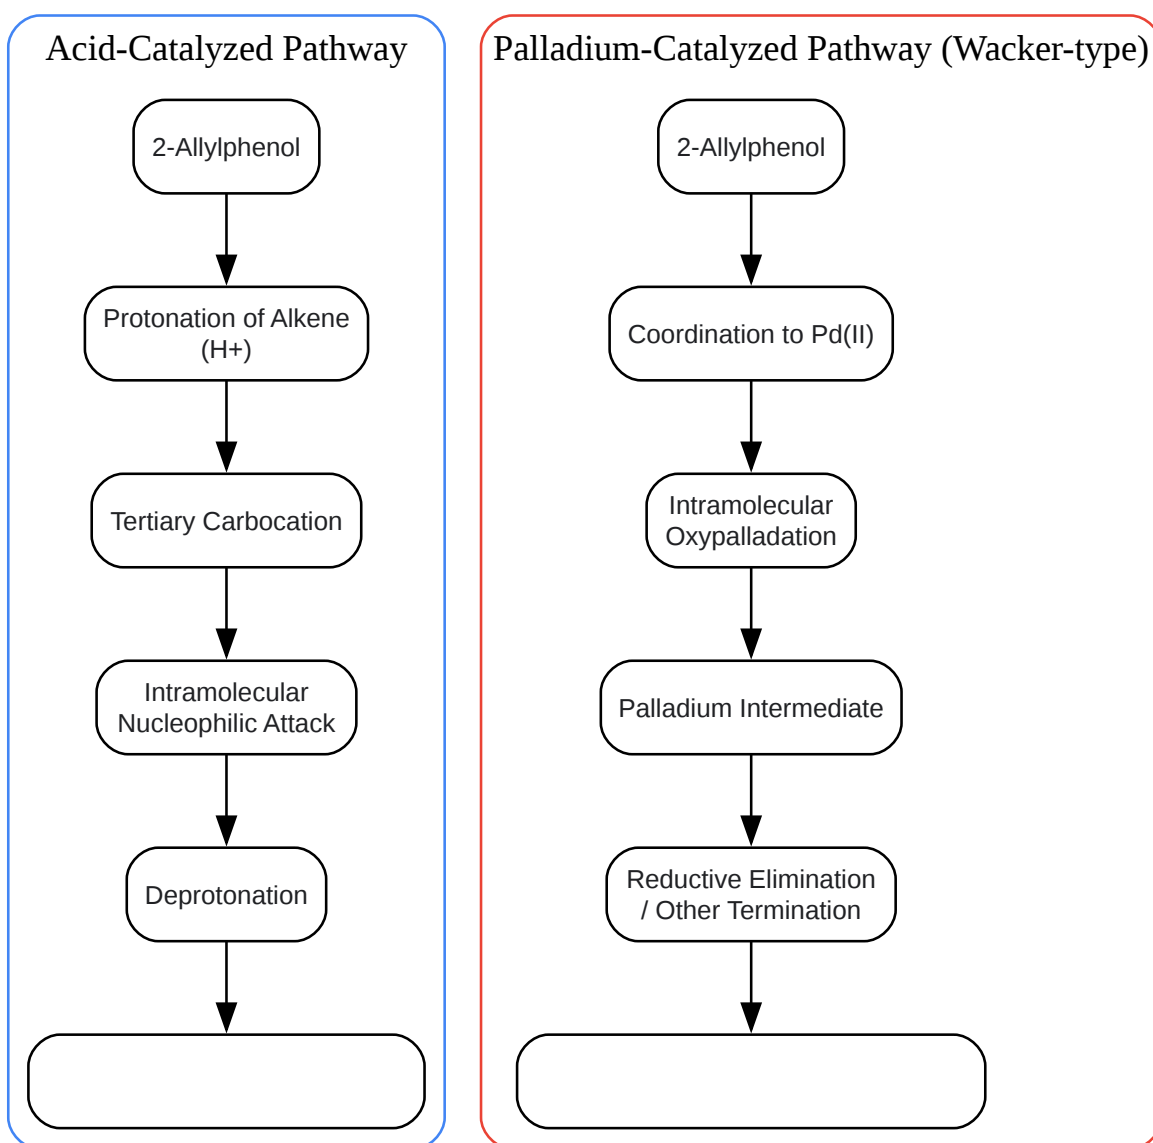 Acid-Catalyzed Pathway
2-Allylphenol
Protonation of Alkene
(H+)
Tertiary Carbocation
Intramolecular
Nucleophilic Attack
Deprotonation
Palladium-Catalyzed Pathway (Wacker-type)
2-Allylphenol
Coordination to Pd(II)
Intramolecular
Oxypalladation
Palladium Intermediate
Reductive Elimination
/ Other Termination